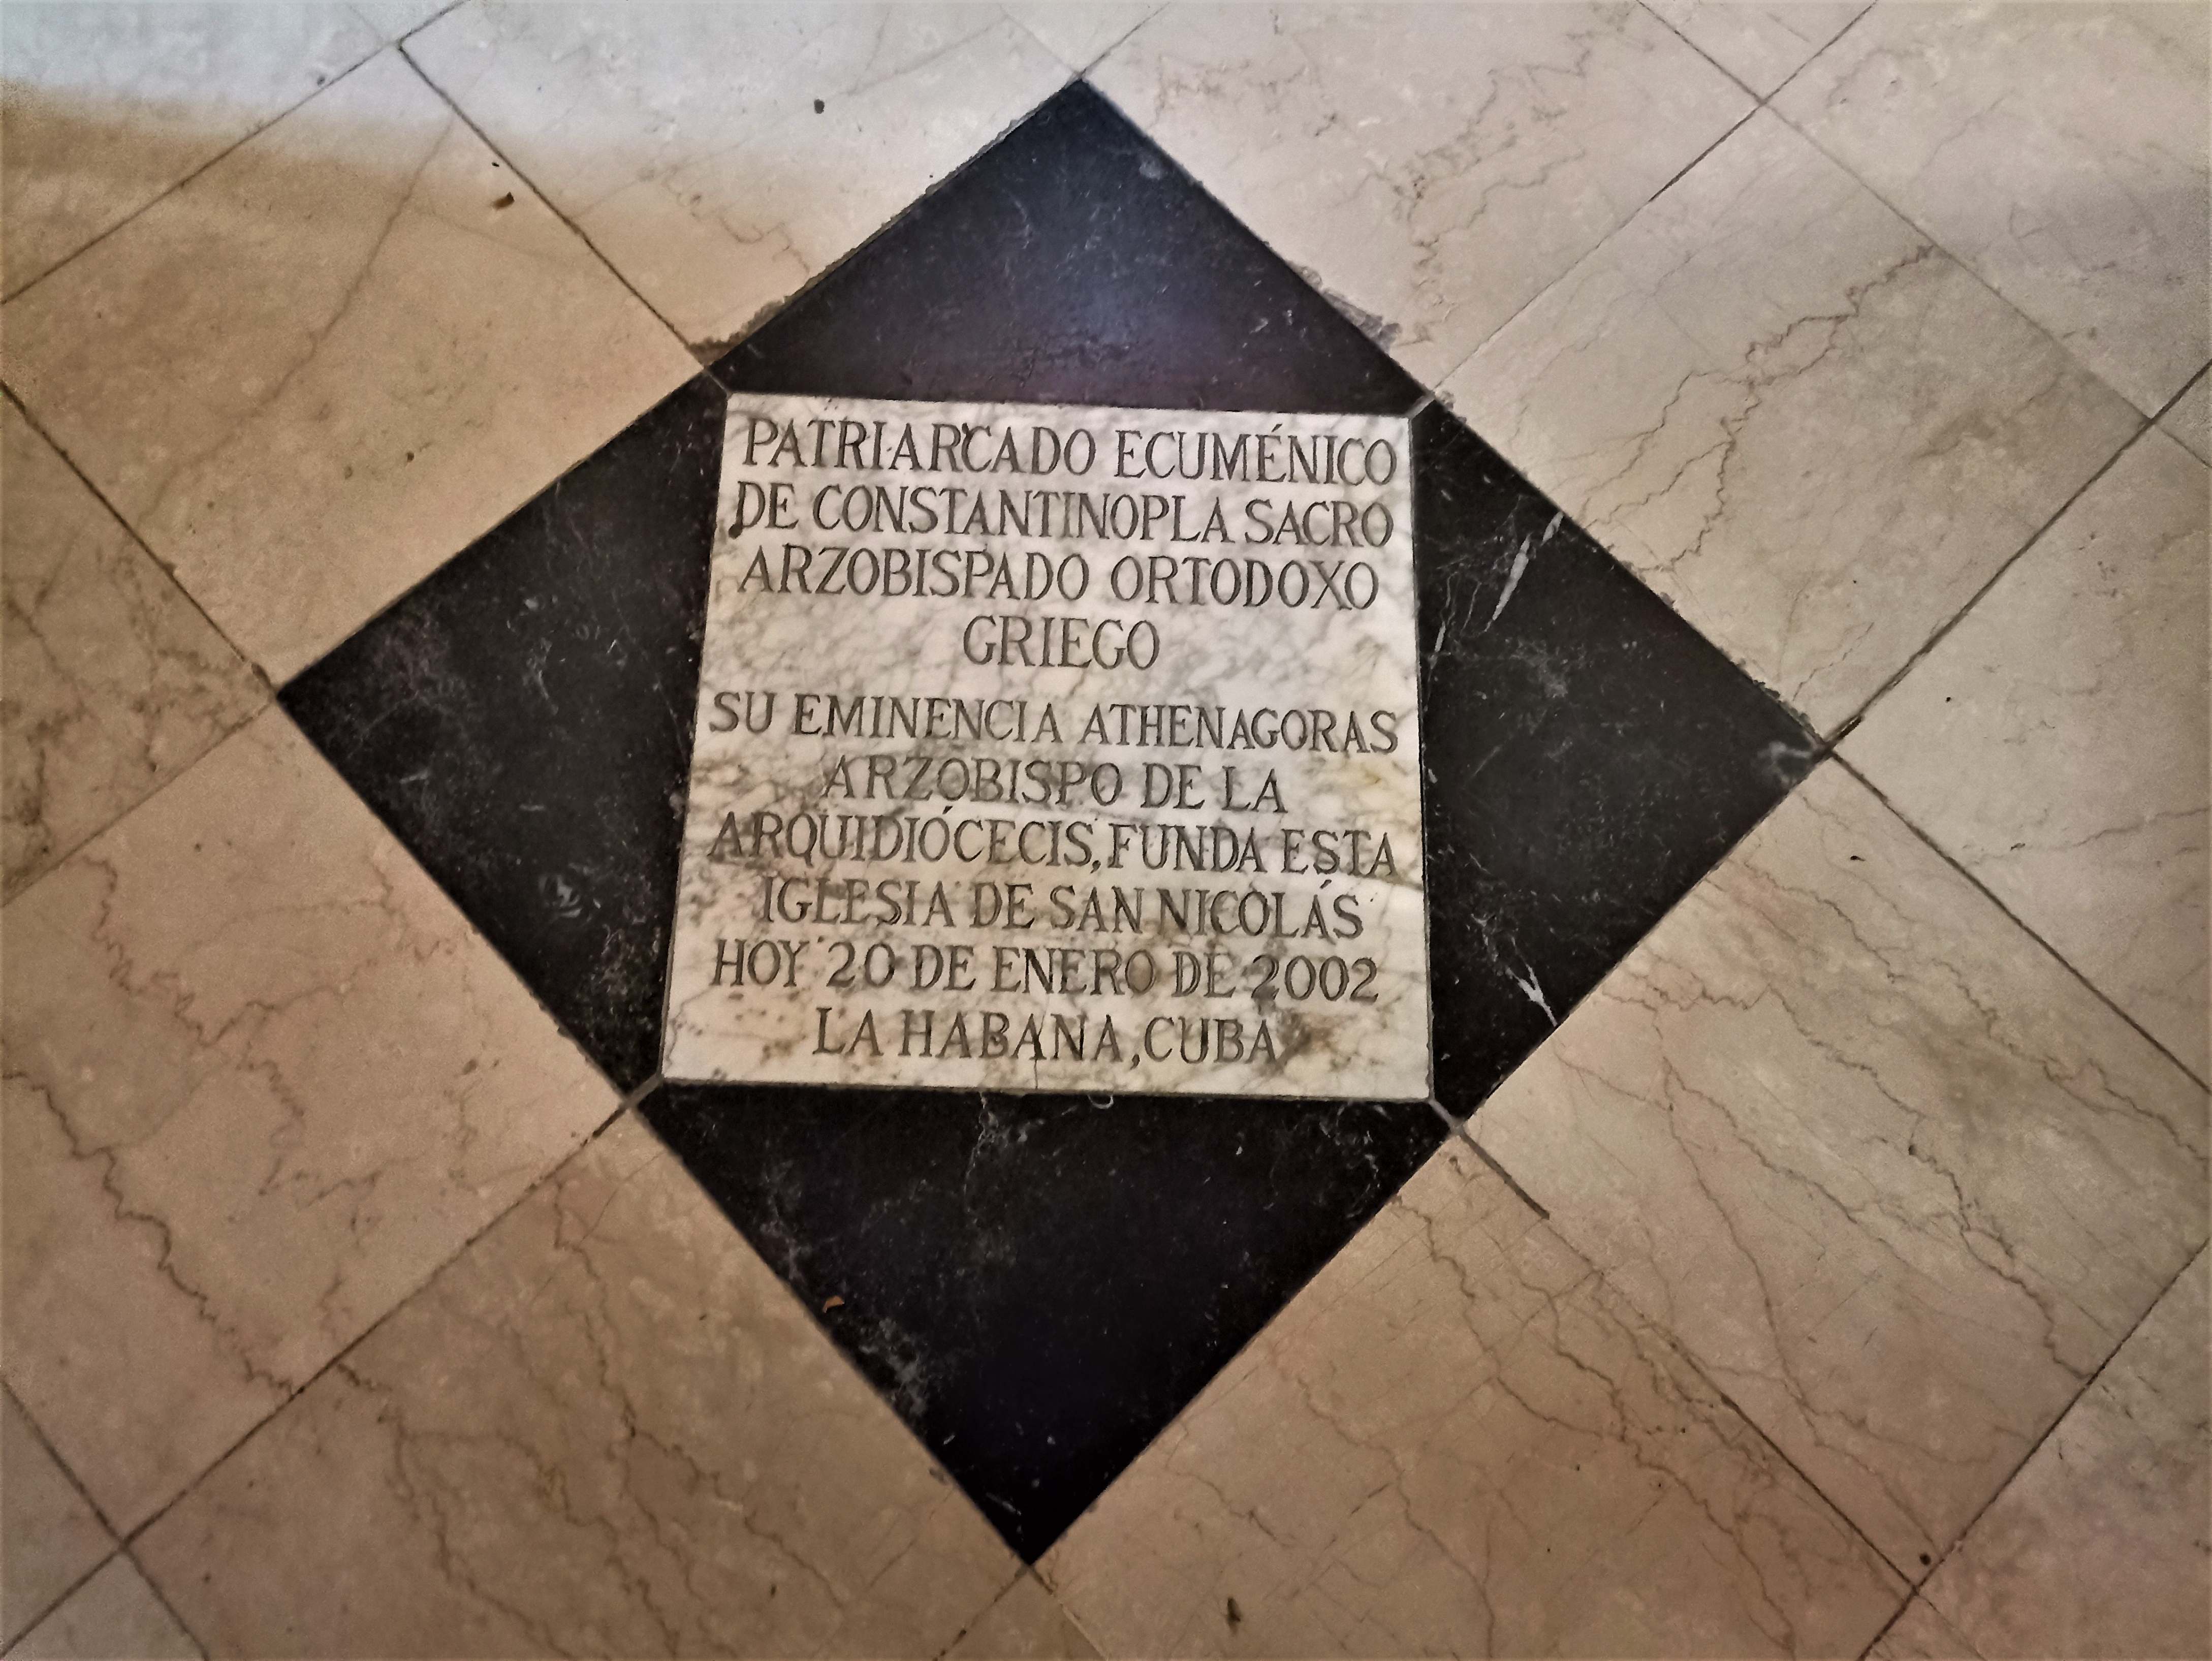 PATRIARCADO ECUMÉNICO
DE CONSTANTINOPLA SACRO
ARZOBISPADO ORTODOXO
GRIEGO
SU EMINENCIA ATHENAGORAS
ARZOBISPO DE LA
ARQUIDIÓCECIS, FUNDA ESTA
IGLESIA DE SAN NICOLÁS
HOY 20 DE ENERO DE 2002
LA HABANA, CUBA